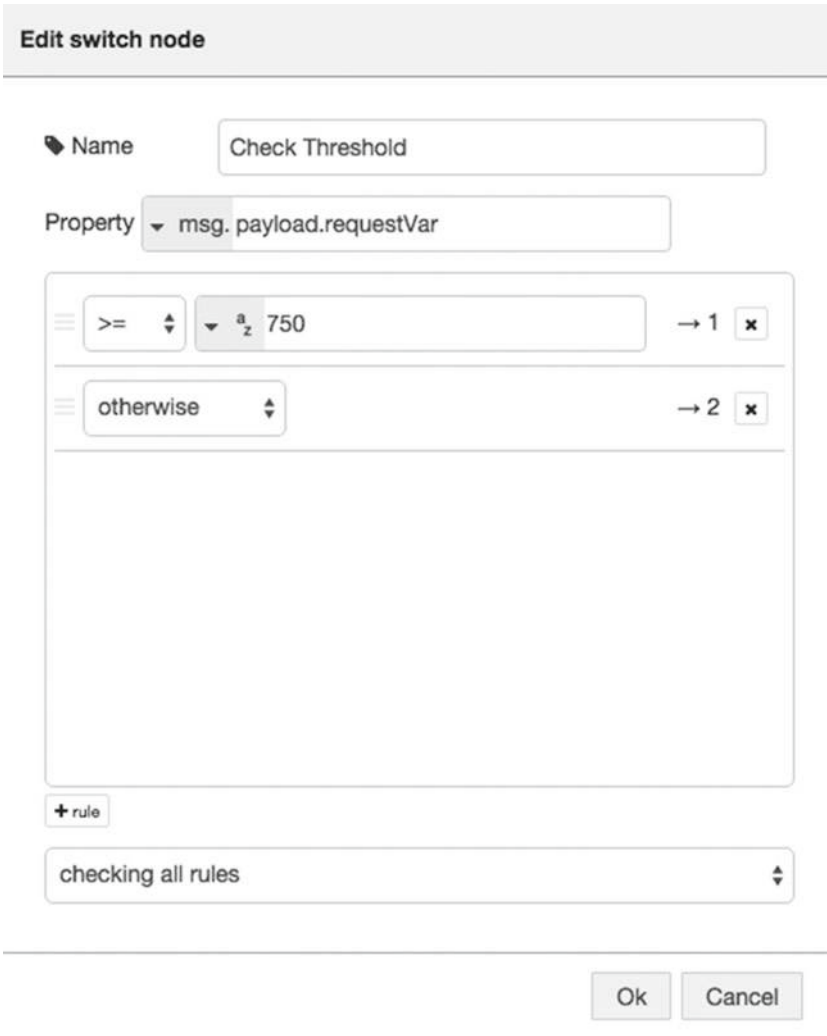 Edit switch node
Name Check Threshold
Property msg. payload.requestVar
>= a z 750 → 1 x
otherwise → 2 x
+ rule
checking all rules
Ok Cancel